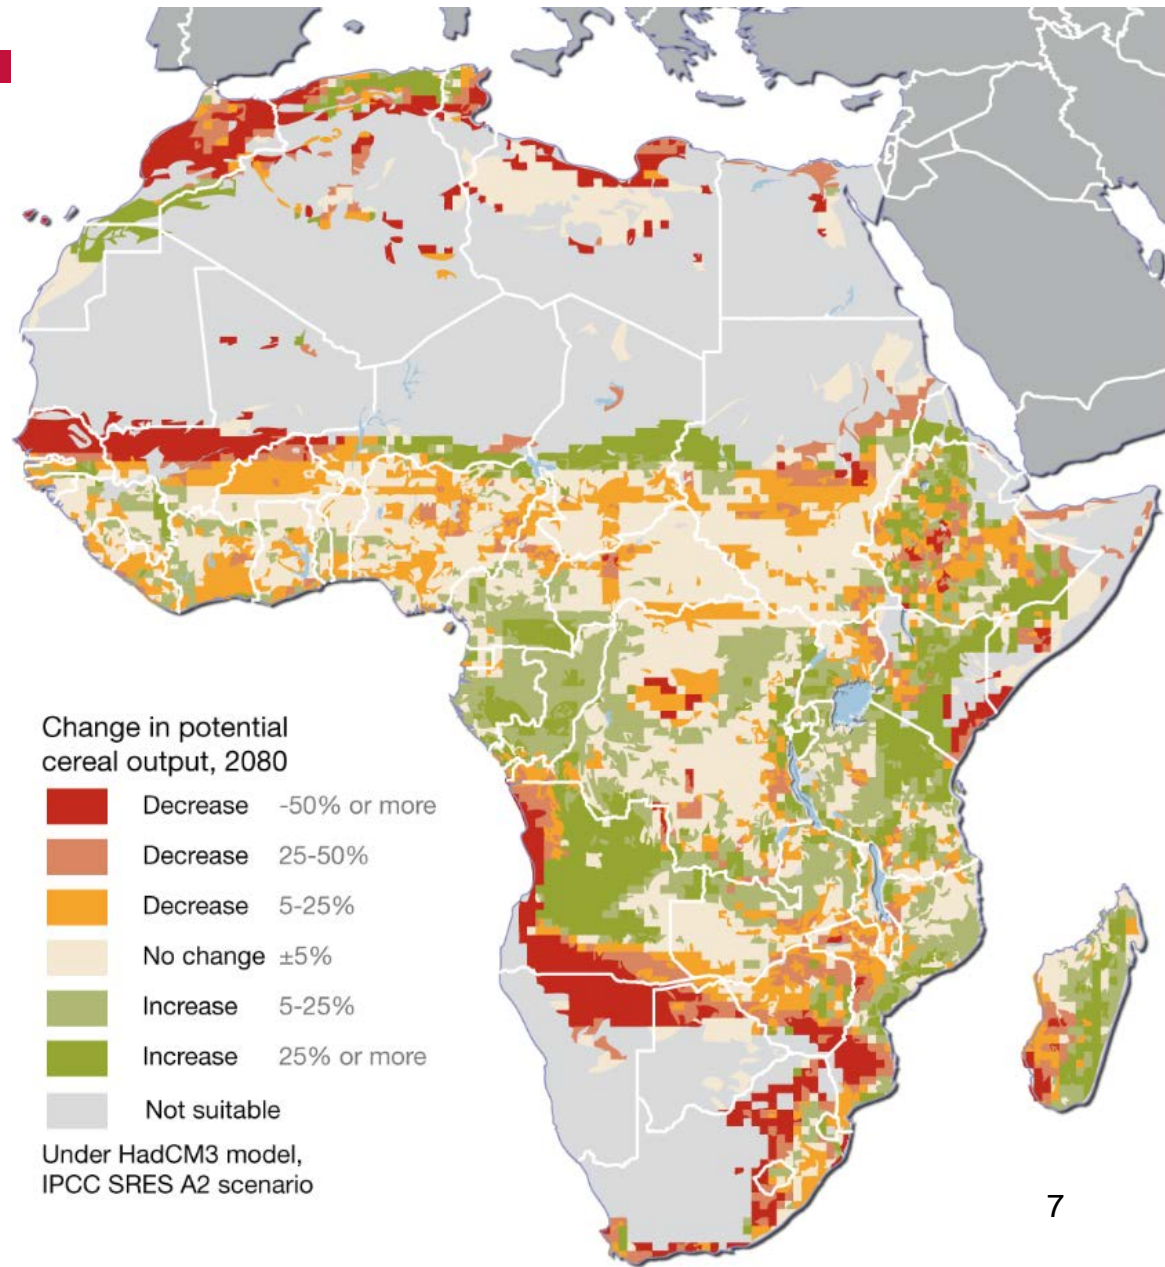 Change in potential
cereal output, 2080
Decrease -50% or more
Decrease 25-50%
Decrease 5-25%
No change ±5%
Increase 5-25%
Increase 25% or more
Not suitable
Under HadCM3 model,
IPCC SRES A2 scenario
7